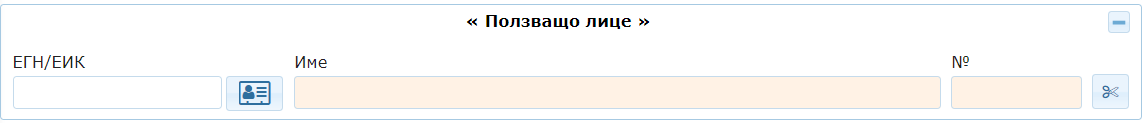 « Ползващо лице »
ЕГН/ЕИК Име №